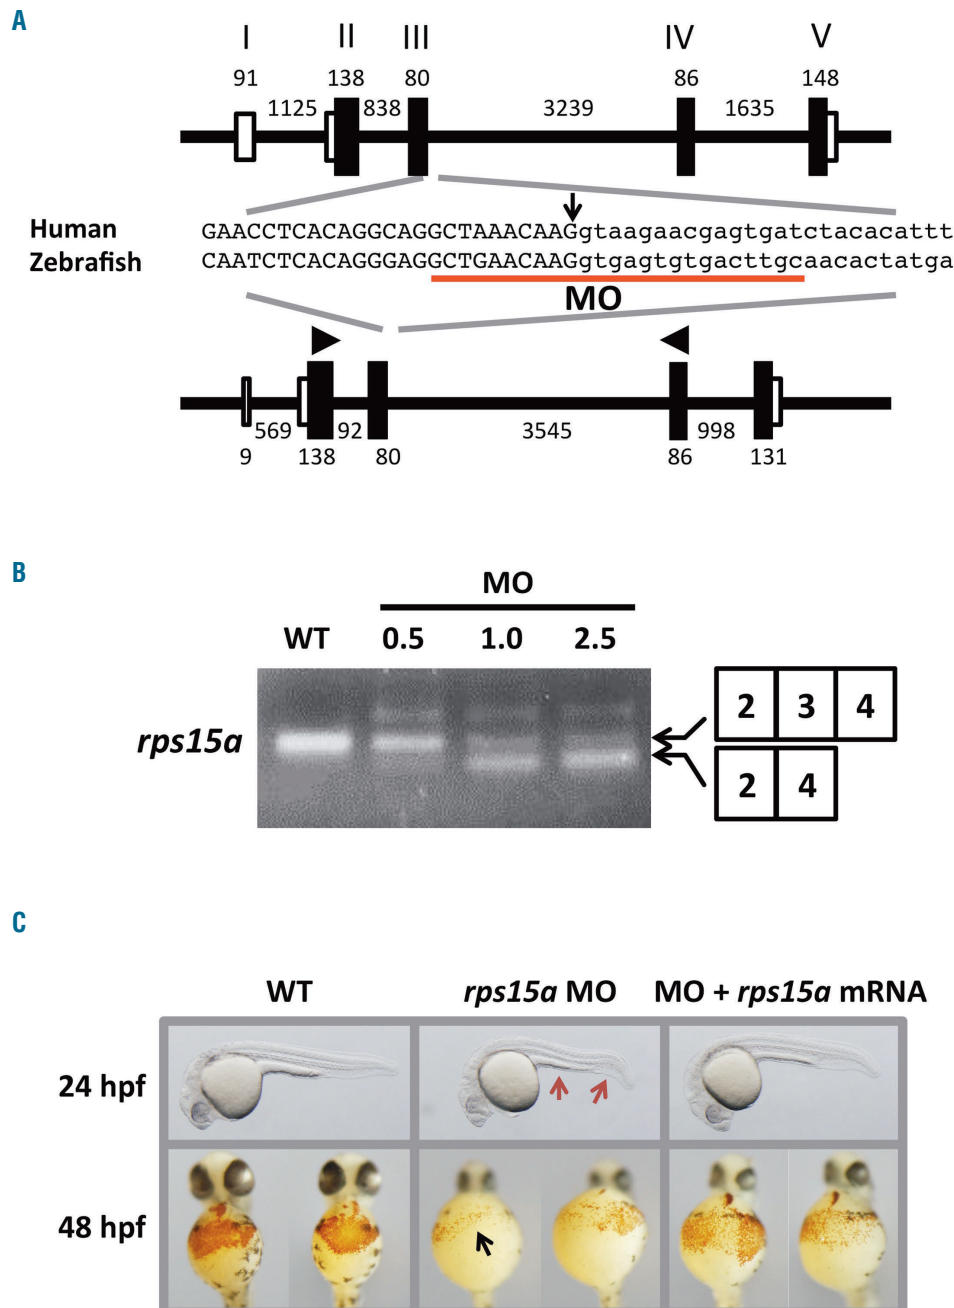 A
I II III IV V
91 138 80 86 148
1125 838 3239 1635
Human GAACCTCACAGGCAGGCTAAACAAGgtaagaacgagtgatctacacattt
Zebrafish CAATCTCACAGGGAGGCTGAACAAGgtgagtgtgacttgcaacactatga
MO
569 92 3545 998
9 138 80 86 131
B
MO
WT 0.5 1.0 2.5
rps15a
2 3 4
2 4
C
WT rps15a MO MO + rps15a mRNA
24 hpf
48 hpf